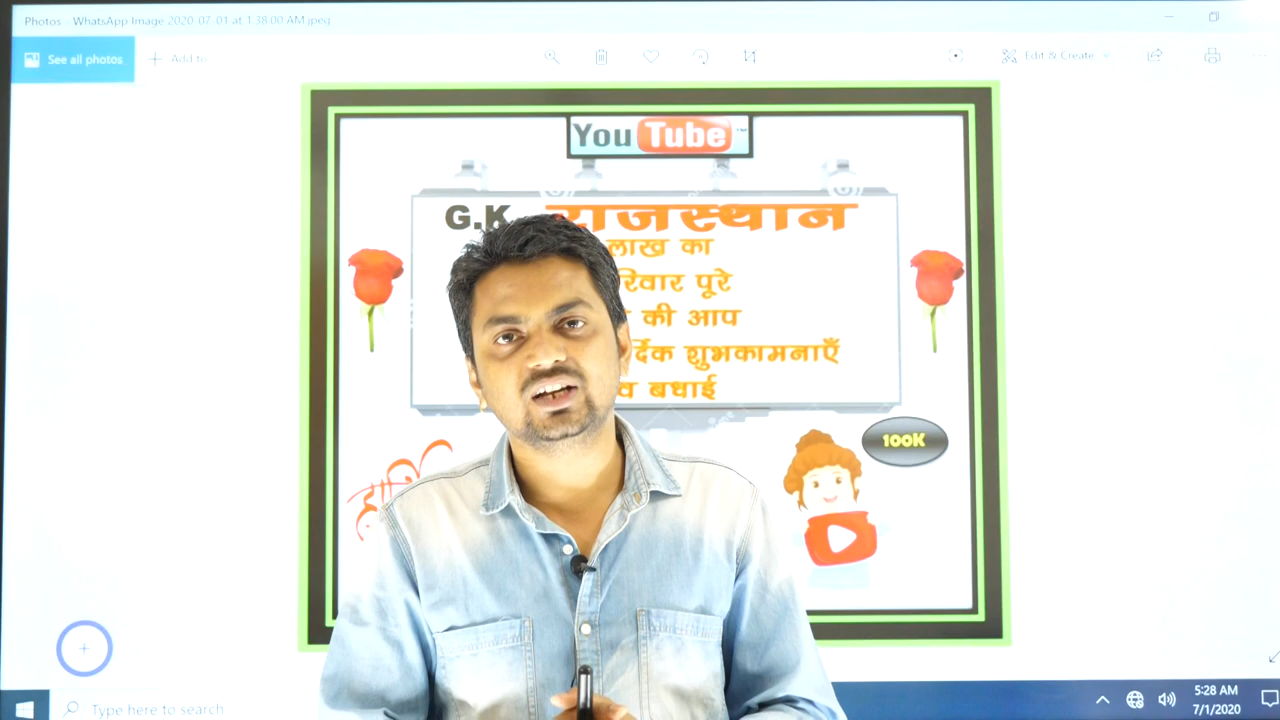 Photos - WhatsApp Image 2020-07-01 at 1.38.00 AM.jpeg
See all photos
Add to
Edit & Create
YouTube™
G.K. राजस्थान
लाख का
पूरे
की आप
शुभकामनाएँ
व बधाई
100K
Type here to search
5:28 AM
7/1/2020